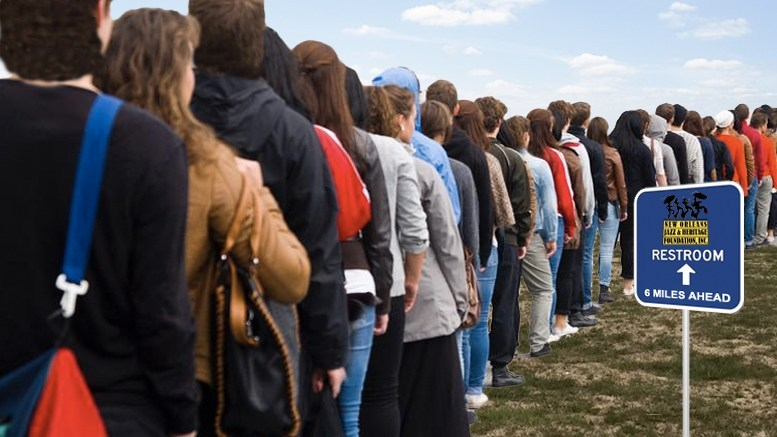 NEW ORLEANS
JAZZ & HERITAGE
FOUNDATION, INC.
RESTROOM
6 MILES AHEAD